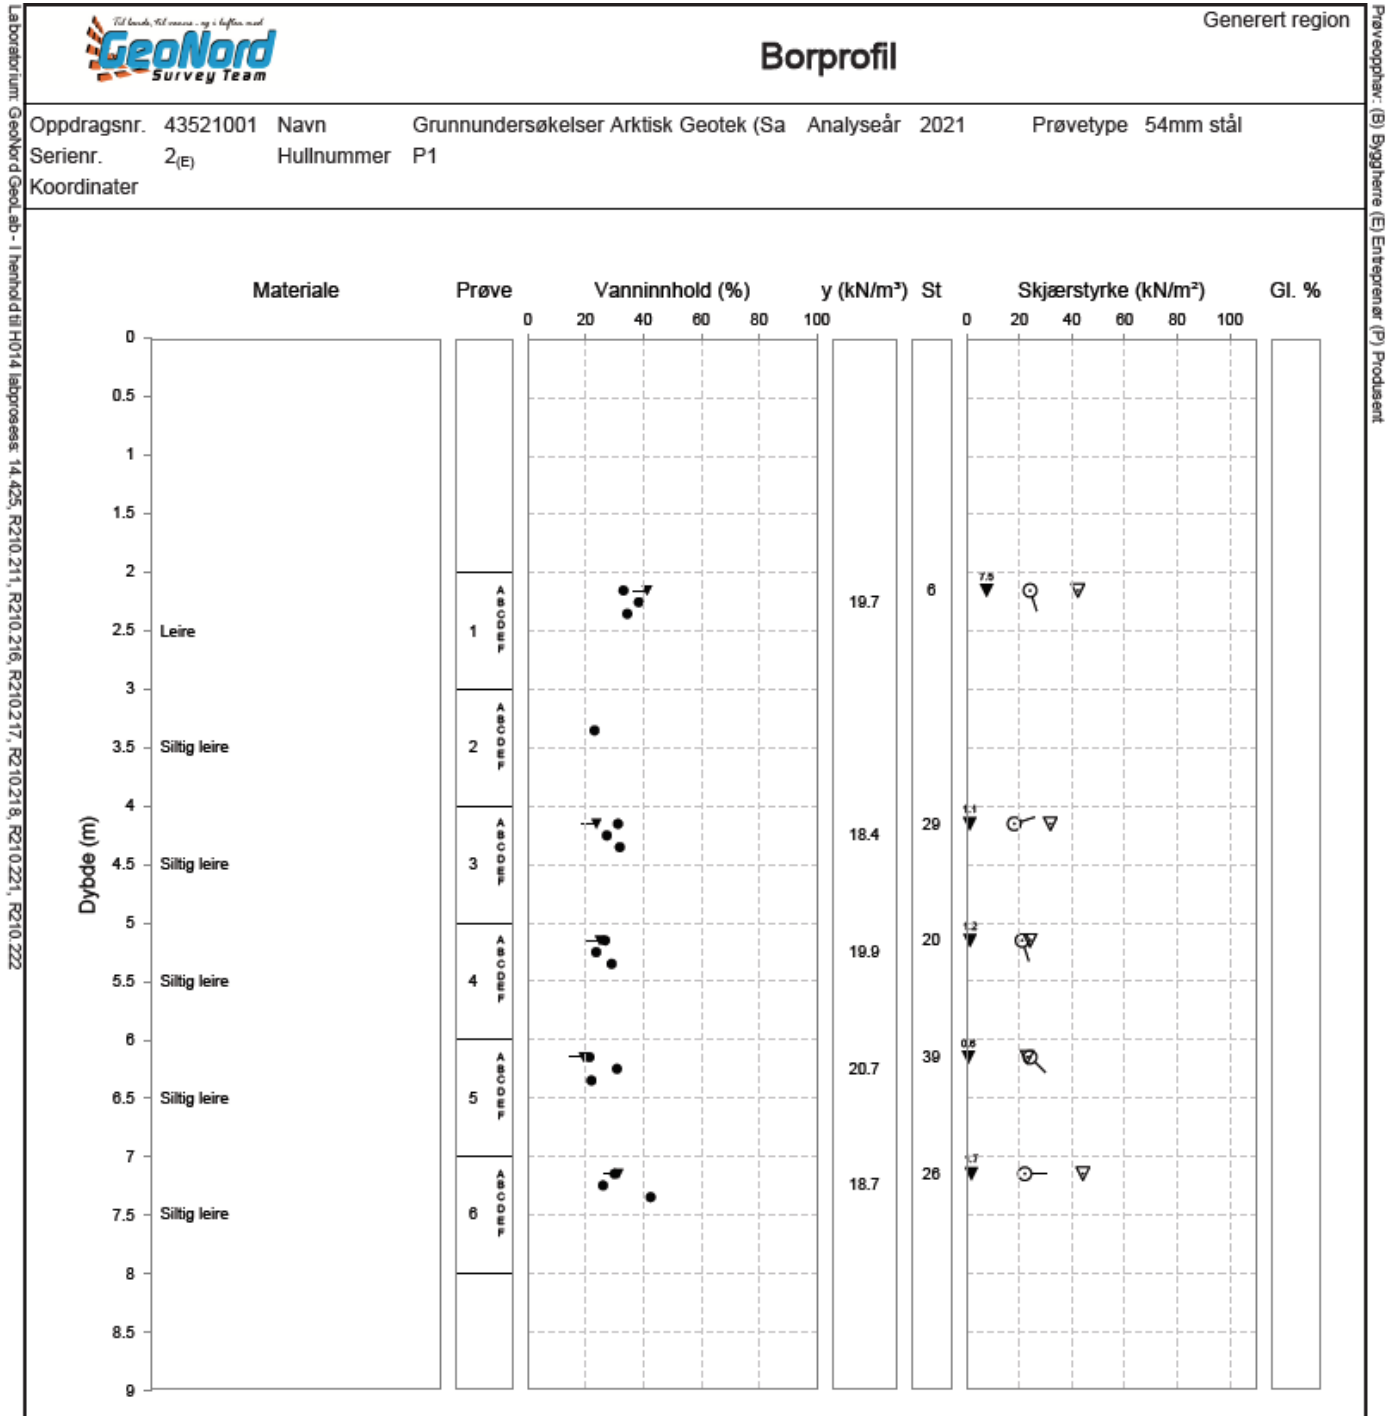 Til lands, til vanns - og i luften med
GeoNord
Survey Team
Borprofil
Generert region
Oppdragsnr. 43521001 Navn Grunnundersøkelser Arktisk Geotek (Sa Analyseår 2021 Prøvetype 54mm stål
Serienr. 2(E) Hullnummer P1
Koordinater
Materiale Prøve Vanninnhold (%) y (kN/m³) St Skjærstyrke (kN/m²) Gl. %
0 20 40 60 80 100 0 20 40 60 80 100
0
0.5
1
1.5
2
A 7.5
B 19.7 6
C
2.5 Leire 1 D
E
F
3
A
B
C
3.5 Siltig leire 2 D
E
F
4
A 1.1
B 18.4 29
C
4.5 Siltig leire 3 D
E
F
5
A 1.2
B 19.9 20
C
5.5 Siltig leire 4 D
E
F
6
A 0.6
B 20.7 39
C
6.5 Siltig leire 5 D
E
F
7
A 1.7
B 18.7 26
C
7.5 Siltig leire 6 D
E
F
8
8.5
9
Dybde (m)
Laboratorium: GeoNord GeoLab - I henhold til H014 labprosess: 14.425, R210.211, R210.216, R210.217, R210.218, R210.221, R210.222
Prøveopphav: (B) Byggherre (E) Entreprenør (P) Produsent